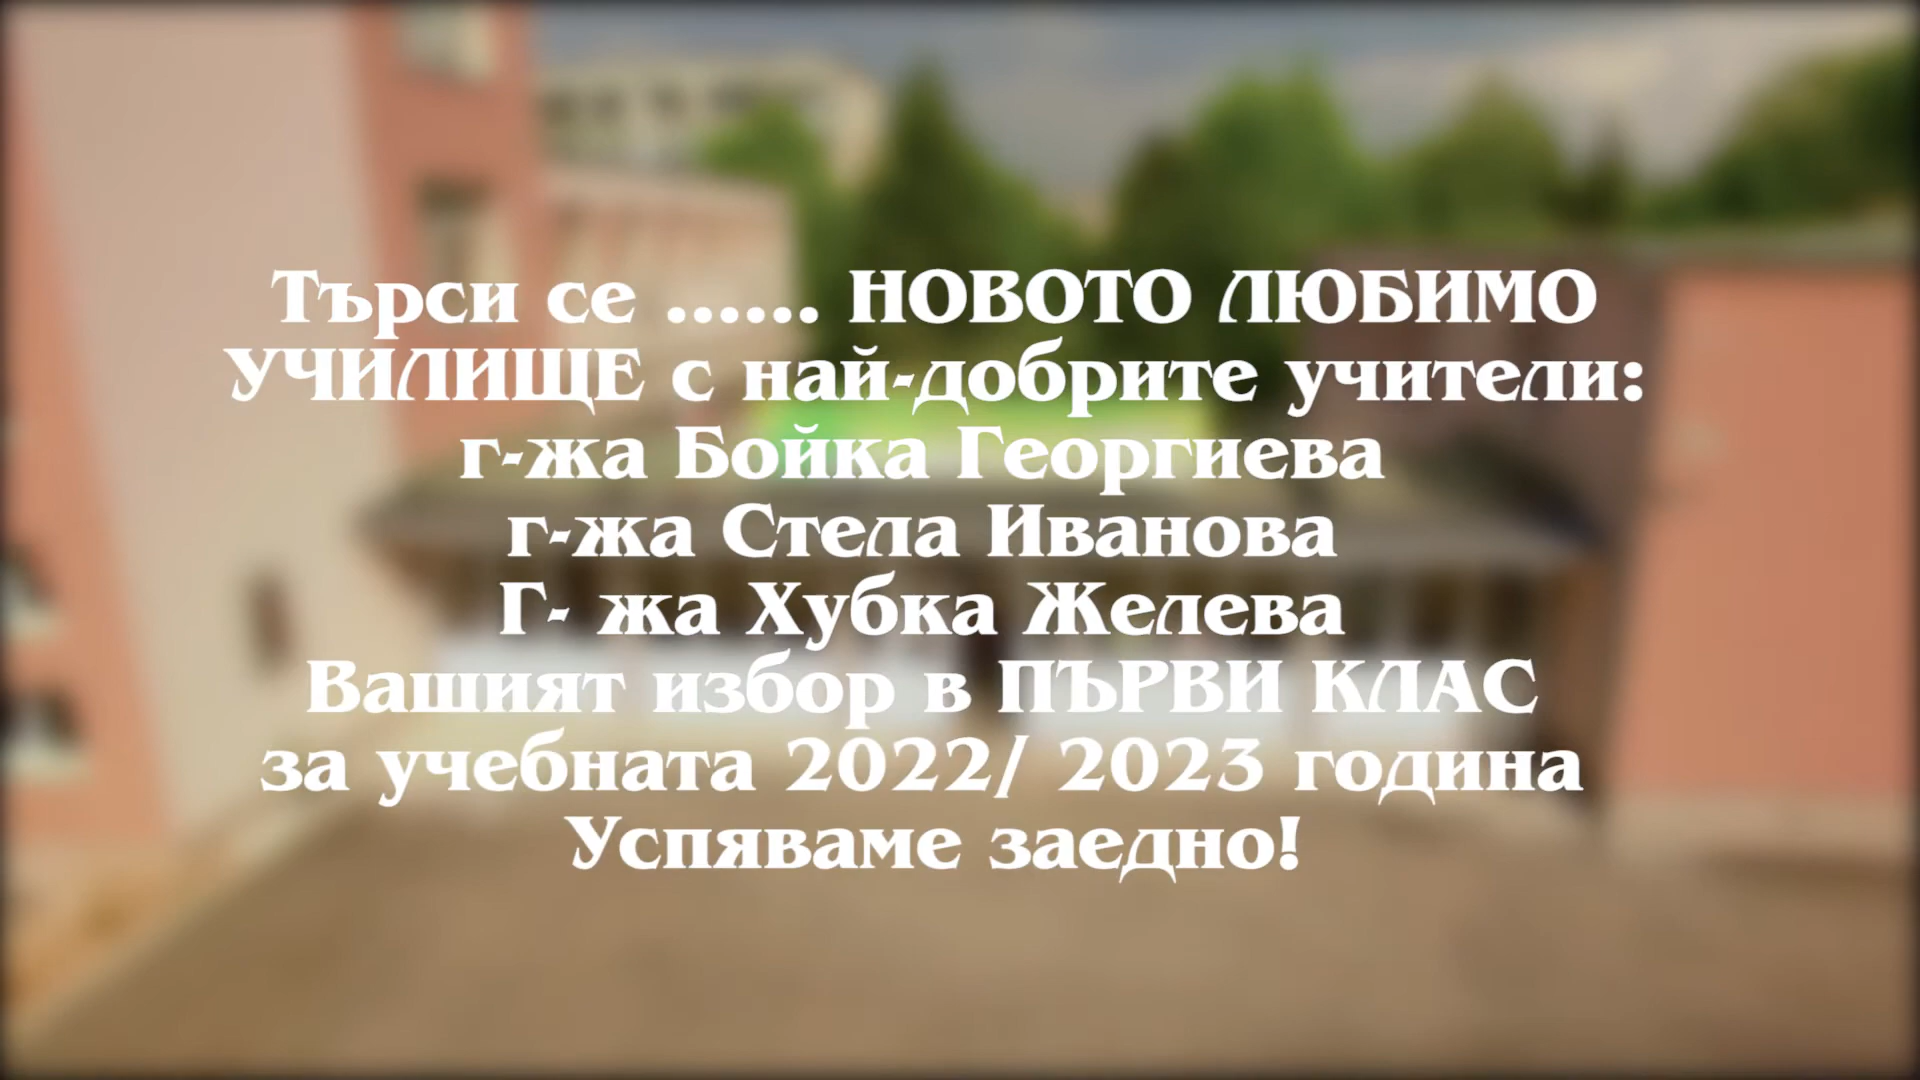 Търси се ...... НОВОТО ЛЮБИМО
УЧИЛИЩЕ с най-добрите учители:
г-жа Бойка Георгиева
г-жа Стела Иванова
Г- жа Хубка Желева
Вашият избор в ПЪРВИ КЛАС
за учебната 2022/ 2023 година
Успяваме заедно!